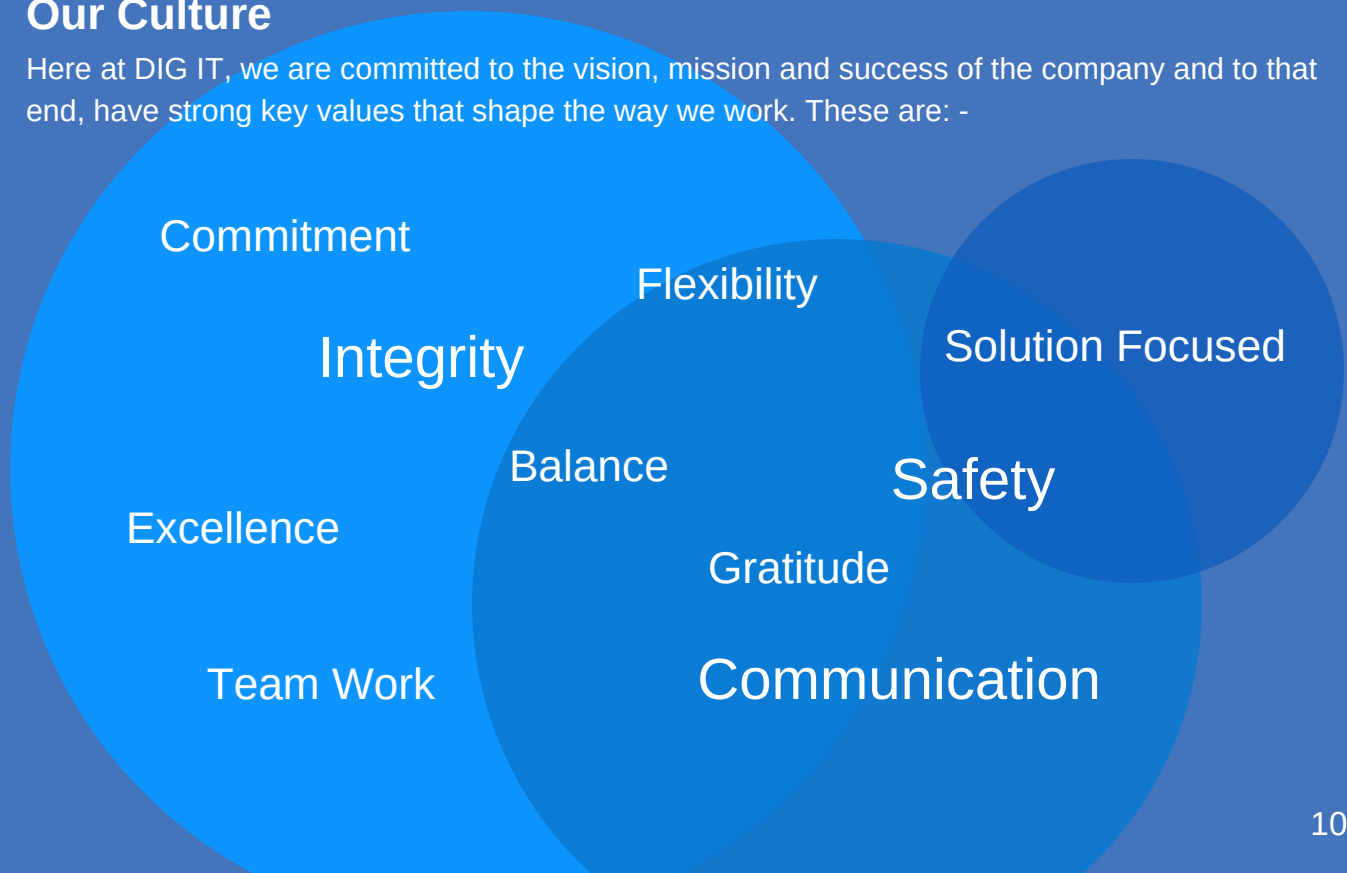 Our Culture
Here at DIG IT, we are committed to the vision, mission and success of the company and to that
end, have strong key values that shape the way we work. These are: -
Commitment
Flexibility
Integrity
Solution Focused
Balance
Safety
Excellence
Gratitude
Team Work
Communication
10